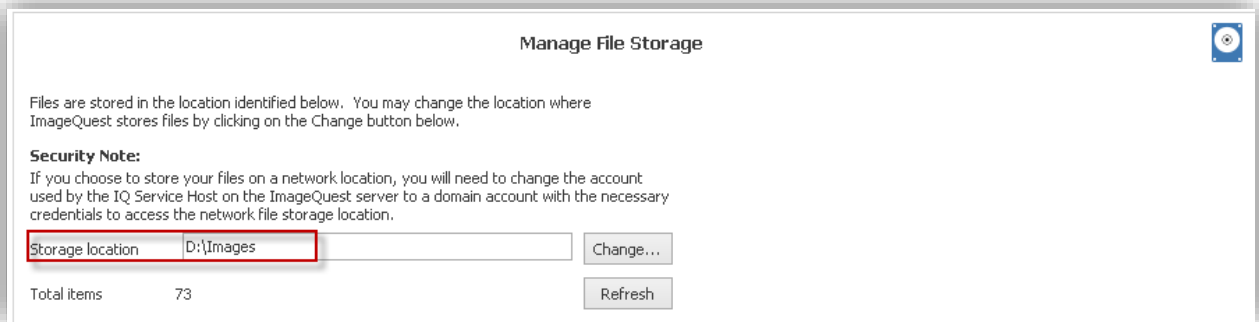 Manage File Storage
Files are stored in the location identified below.  You may change the location where
ImageQuest stores files by clicking on the Change button below.
Security Note:
If you choose to store your files on a network location, you will need to change the account
used by the IQ Service Host on the ImageQuest server to a domain account with the necessary
credentials to access the network file storage location.
Storage location D:\Images Change...
Total items 73 Refresh